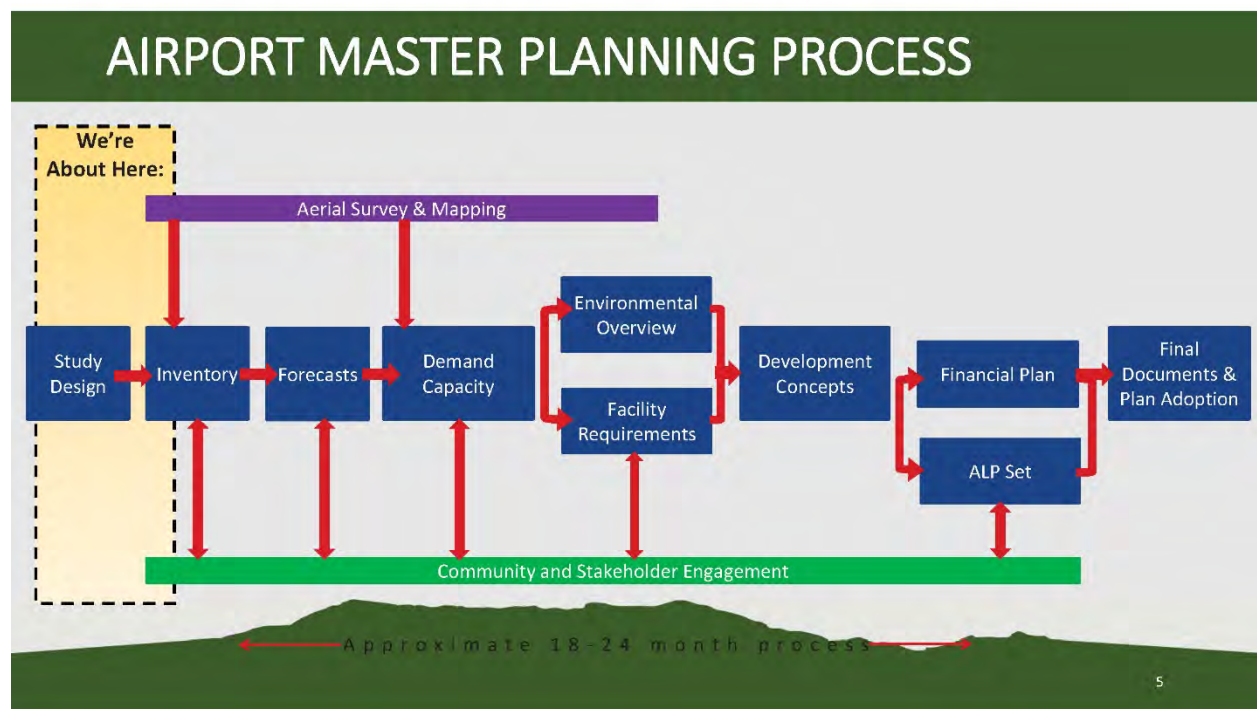 AIRPORT MASTER PLANNING PROCESS
We're
About Here:
Aerial Survey & Mapping
Study
Design
Inventory
Forecasts
Demand
Capacity
Environmental
Overview
Facility
Requirements
Development
Concepts
Financial Plan
ALP Set
Final
Documents &
Plan Adoption
Community and Stakeholder Engagement
Approximate 18-24 month process
5